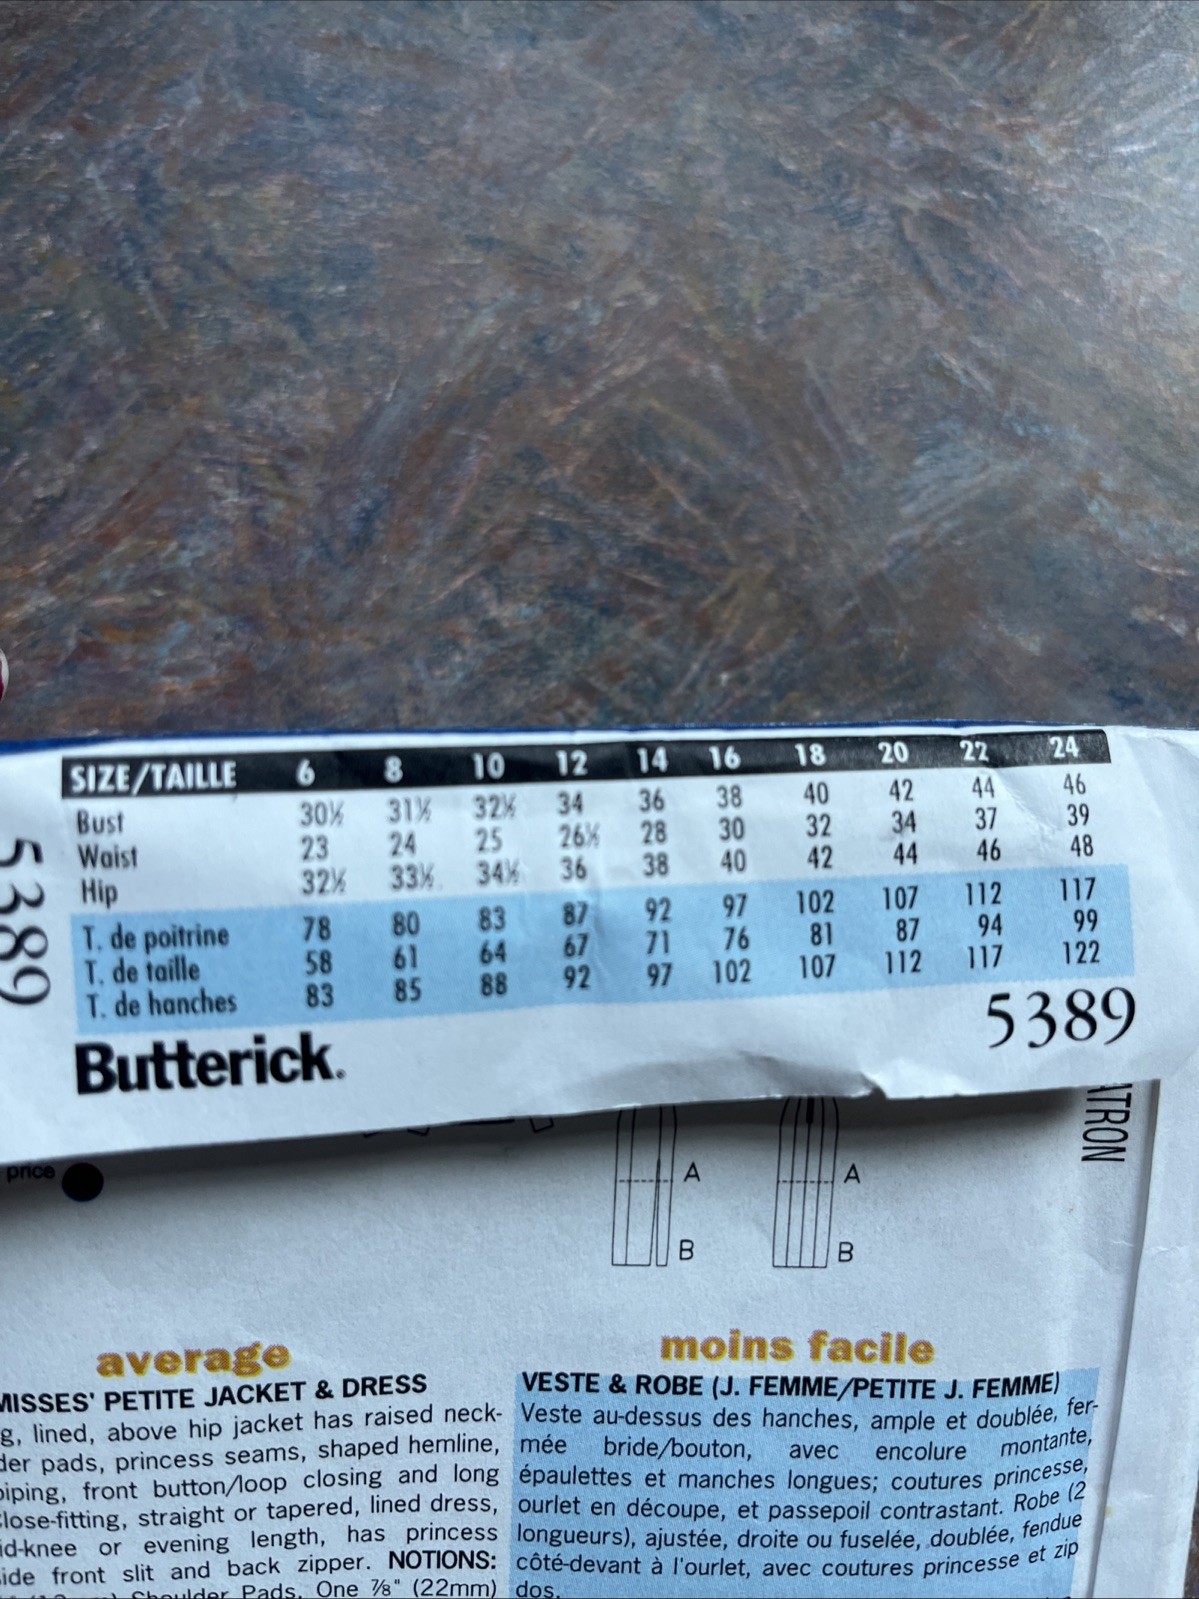 SIZE/TAILLE 6 8 10 12 14 16 18 20 22 24
Bust 30½ 31½ 32½ 34 36 38 40 42 44 46
Waist 23 24 25 26½ 28 30 32 34 37 39
Hip 32½ 33½ 34½ 36 38 40 42 44 46 48
T. de poitrine 78 80 83 87 92 97 102 107 112 117
T. de taille 58 61 64 67 71 76 81 87 94 99
T. de hanches 83 85 88 92 97 102 107 112 117 122
5389
Butterick.
5389
ATRON
price
A A
B B
average
MISSES' PETITE JACKET & DRESS
g, lined, above hip jacket has raised neck-
der pads, princess seams, shaped hemline,
piping, front button/loop closing and long
close-fitting, straight or tapered, lined dress,
id-knee or evening length, has princess
side front slit and back zipper. NOTIONS:
Shoulder Pads. One ⅞" (22mm)
moins facile
VESTE & ROBE (J. FEMME/PETITE J. FEMME)
Veste au-dessus des hanches, ample et doublée, fer-
mée bride/bouton, avec encolure montante,
épaulettes et manches longues; coutures princesse,
ourlet en découpe, et passepoil contrastant. Robe (2
longueurs), ajustée, droite ou fuselée, doublée, fendue
côté-devant à l'ourlet, avec coutures princesse et zip
dos.